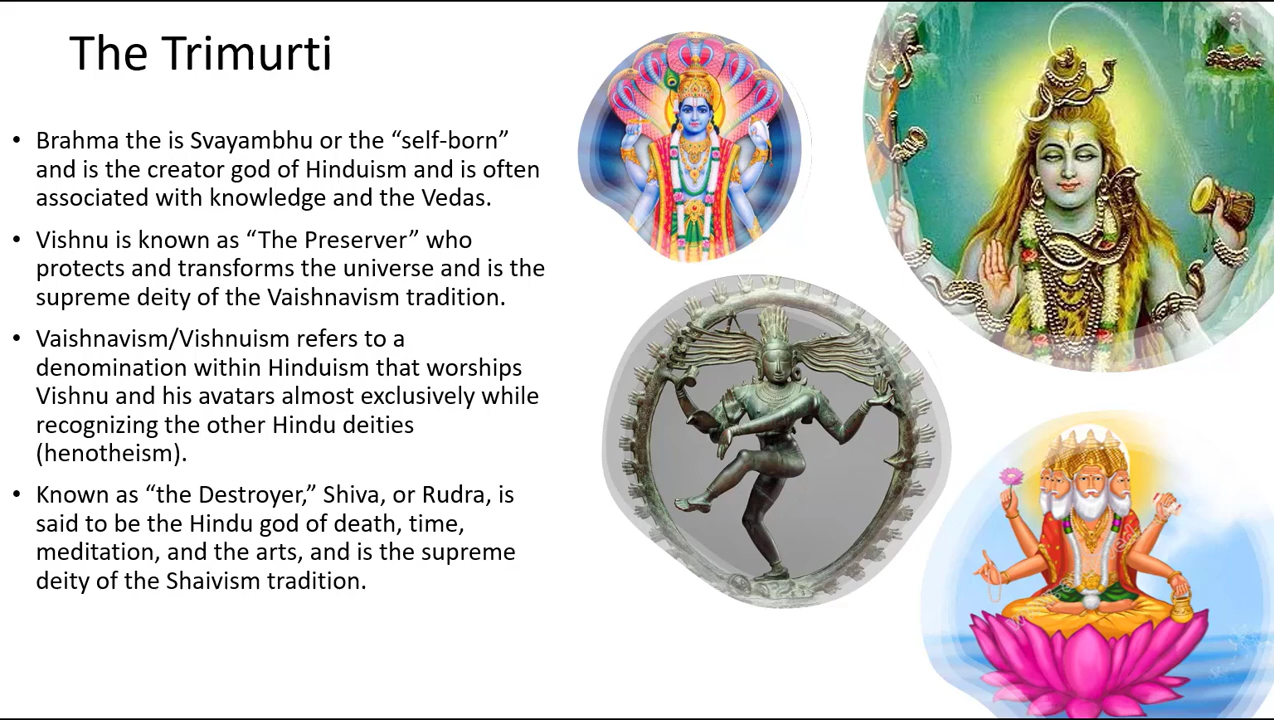 The Trimurti
• Brahma the is Svayambhu or the “self-born”
and is the creator god of Hinduism and is often
associated with knowledge and the Vedas.
• Vishnu is known as “The Preserver” who
protects and transforms the universe and is the
supreme deity of the Vaishnavism tradition.
• Vaishnavism/Vishnuism refers to a
denomination within Hinduism that worships
Vishnu and his avatars almost exclusively while
recognizing the other Hindu deities
(henotheism).
• Known as “the Destroyer,” Shiva, or Rudra, is
said to be the Hindu god of death, time,
meditation, and the arts, and is the supreme
deity of the Shaivism tradition.